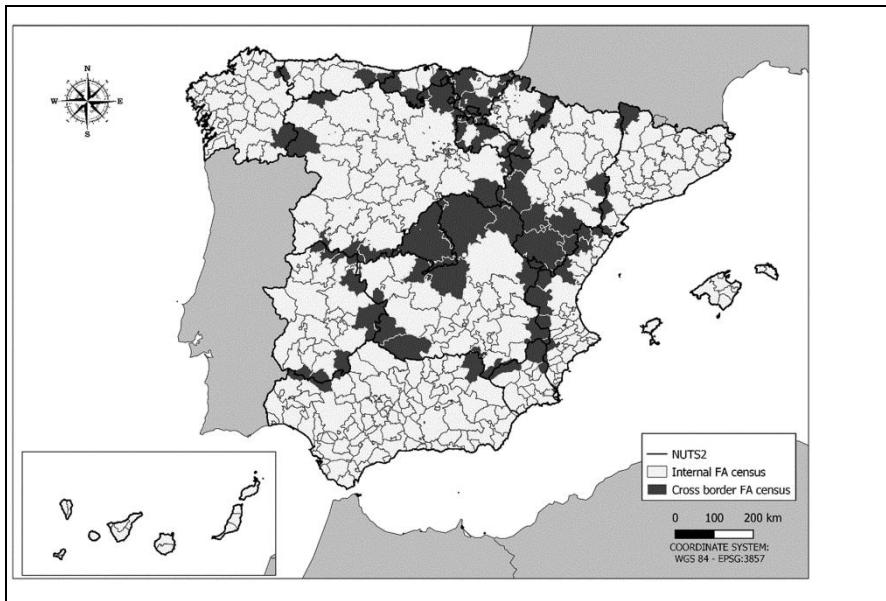 N
W E
S
NUTS2
Internal FA census
Cross border FA census
0 100 200 km
COORDINATE SYSTEM:
WGS 84 - EPSG:3857